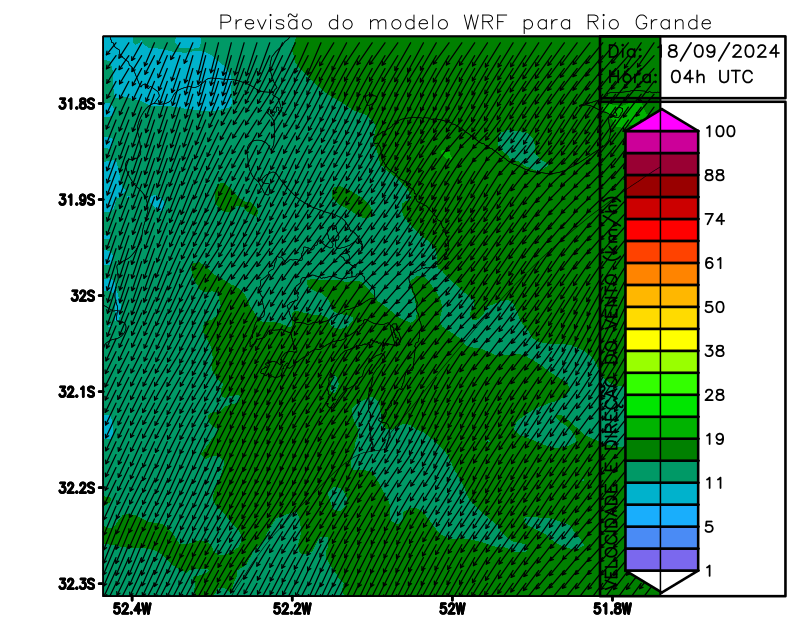 Previsão do modelo WRF para Rio Grande
Dia: 18/09/2024
Hora: 04h UTC
31.8S
31.9S
32S
32.1S
32.2S
32.3S
52.4W
52.2W
52W
51.8W
VELOCIDADE E DIREÇÃO DO VENTO (km/h)
100
88
74
61
50
38
28
19
11
5
1